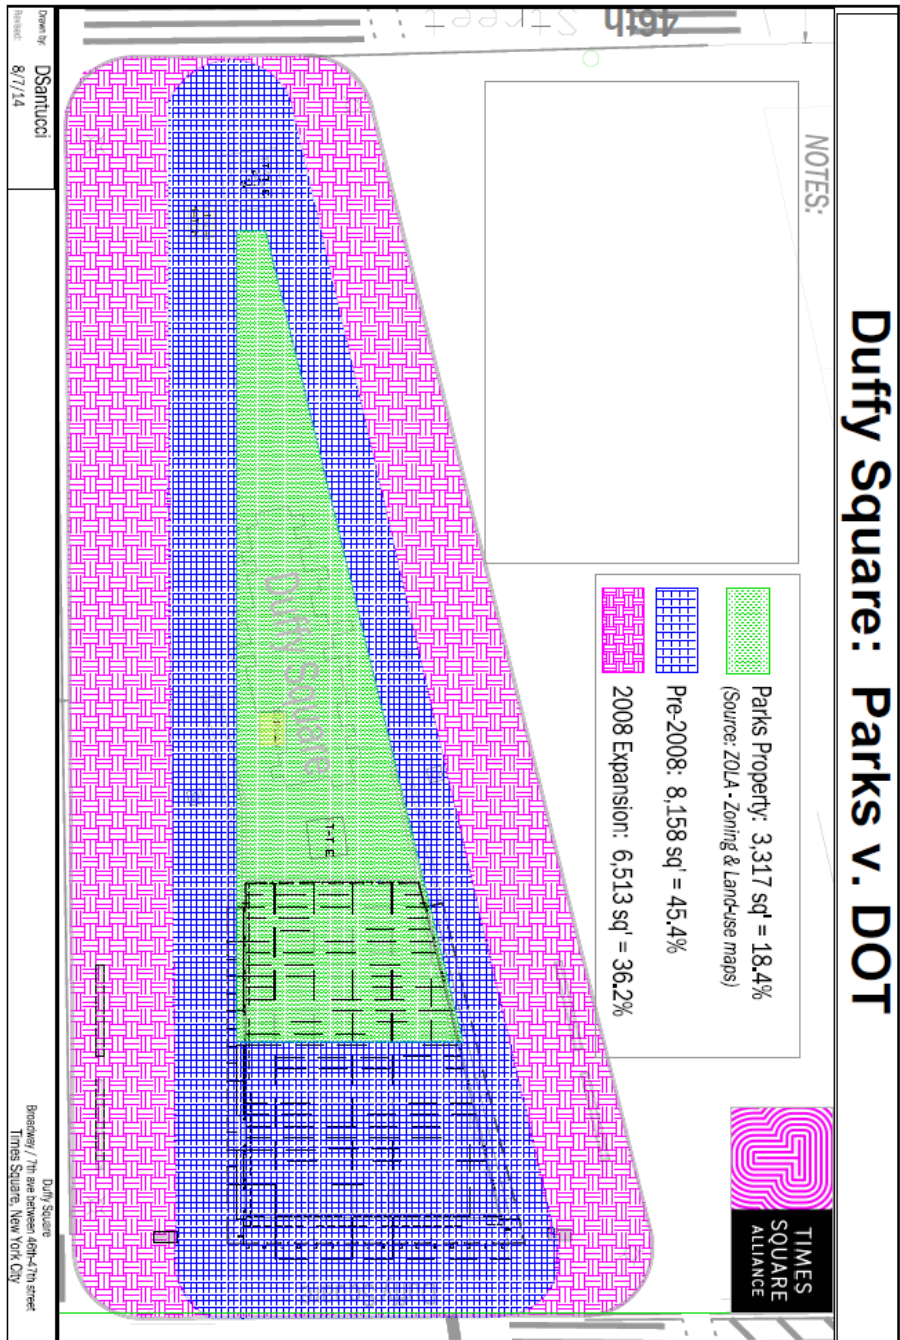 Duffy Square: Parks v. DOT
NOTES:
Parks Property: 3,317 sq' = 18.4%
(Source: ZOLA - Zoning & Land-use maps)
Pre-2008: 8,158 sq' = 45.4%
2008 Expansion: 6,513 sq' = 36.2%
TIMES
SQUARE
ALLIANCE
46th Street
Duffy Square
Drawn by: DSantucci
Revised: 8/7/14
Duffy Square
Broadway / 7th ave between 46th-47th street
Times Square, New York City